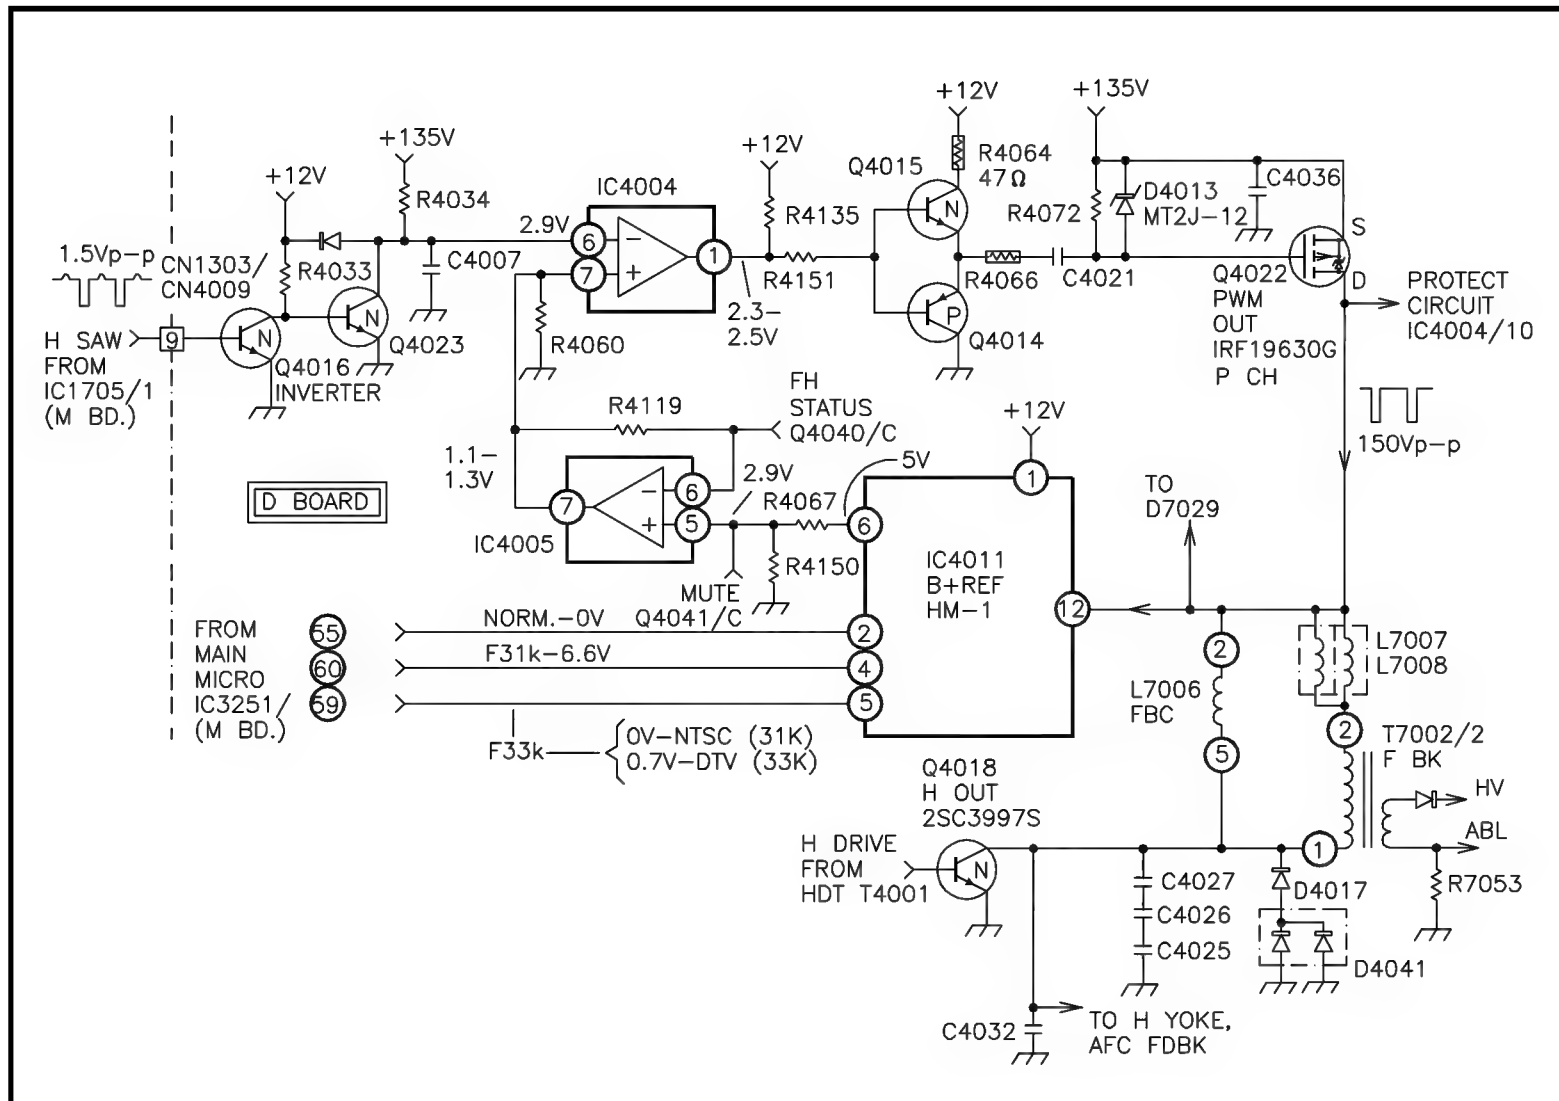 +12V
+135V
+135V
+12V
R4064
47Ω
Q4015
+12V
IC4004
R4034
2.9V
6
−
7
+
1
R4135
N
R4072
D4013
MT2J-12
C4036
S
1.5Vp-p
CN1303/
CN4009
R4033
C4007
R4151
R4066
C4021
Q4022
PWM
OUT
IRF19630G
P CH
D
PROTECT
CIRCUIT
IC4004/10
H SAW
FROM
IC1705/1
(M BD.)
9
N
Q4016
INVERTER
N
Q4023
R4060
2.3-
2.5V
P
Q4014
R4119
FH
STATUS
Q4040/C
+12V
1
150Vp-p
1.1-
1.3V
D BOARD
7
−
6
+
5
IC4005
2.9V
R4067
5V
6
R4150
MUTE
Q4041/C
IC4011
B+REF
HM-1
12
TO
D7029
FROM
MAIN
MICRO
IC3251/
(M BD.)
55
60
59
NORM.-0V
2
F31k-6.6V
4
5
F33k
0V-NTSC (31K)
0.7V-DTV (33K)
2
L7006
FBC
5
L7007
L7008
2
T7002/2
F BK
HV
ABL
1
R7053
Q4018
H OUT
2SC3997S
H DRIVE
FROM
HDT T4001
N
C4027
C4026
C4025
D4017
D4041
C4032
TO H YOKE,
AFC FDBK